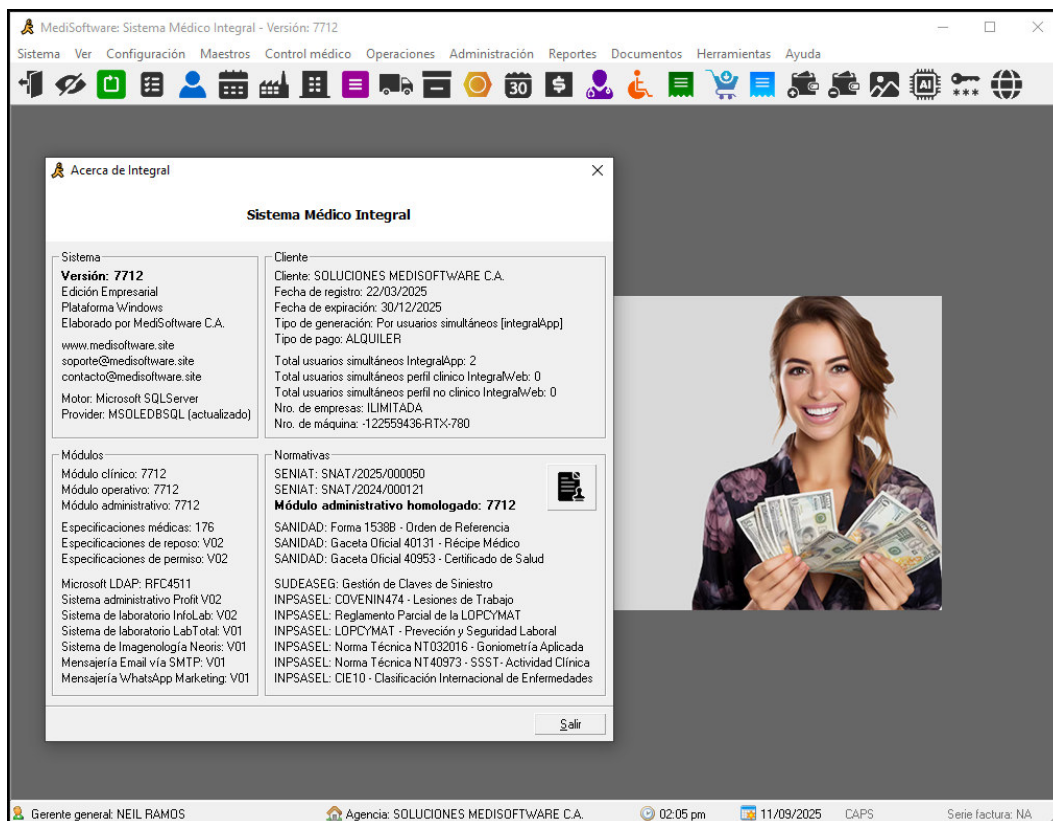 MediSoftware: Sistema Médico Integral - Versión: 7712
Sistema Ver Configuración Maestros Control médico Operaciones Administración Reportes Documentos Herramientas Ayuda
30
$
AI
***
Acerca de Integral
Sistema Médico Integral
Sistema
Versión: 7712
Edición Empresarial
Plataforma Windows
Elaborado por MediSoftware C.A.
www.medisoftware.site
soporte@medisoftware.site
contacto@medisoftware.site
Motor: Microsoft SQLServer
Provider: MSOLEDBSQL (actualizado)
Cliente
Cliente: SOLUCIONES MEDISOFTWARE C.A.
Fecha de registro: 22/03/2025
Fecha de expiración: 30/12/2025
Tipo de generación: Por usuarios simultáneos [integralApp]
Tipo de pago: ALQUILER
Total usuarios simultáneos IntegralApp: 2
Total usuarios simultáneos perfil clinico IntegralWeb: 0
Total usuarios simultáneos perfil no clinico IntegralWeb: 0
Nro. de empresas: ILIMITADA
Nro. de máquina: -122559436-RTX-780
Módulos
Módulo clínico: 7712
Módulo operativo: 7712
Módulo administrativo: 7712
Especificaciones médicas: 176
Especificaciones de reposo: V02
Especificaciones de permiso: V02
Microsoft LDAP: RFC4511
Sistema administrativo Profit V02
Sistema de laboratorio InfoLab: V02
Sistema de laboratorio LabTotal: V01
Sistema de Imagenología Neoris: V01
Mensajería Email vía SMTP: V01
Mensajería WhatsApp Marketing: V01
Normativas
SENIAT: SNAT/2025/000050
SENIAT: SNAT/2024/000121
Módulo administrativo homologado: 7712
SANIDAD: Forma 1538B - Orden de Referencia
SANIDAD: Gaceta Oficial 40131 - Récipe Médico
SANIDAD: Gaceta Oficial 40953 - Certificado de Salud
SUDEASEG: Gestión de Claves de Siniestro
INPSASEL: COVENIN474 - Lesiones de Trabajo
INPSASEL: Reglamento Parcial de la LOPCYMAT
INPSASEL: LOPCYMAT - Preveción y Seguridad Laboral
INPSASEL: Norma Técnica NT032016 - Goniometría Aplicada
INPSASEL: Norma Técnica NT40973 - SSST- Actividad Clínica
INPSASEL: CIE10 - Clasificación Internacional de Enfermedades
Salir
Gerente general: NEIL RAMOS Agencia: SOLUCIONES MEDISOFTWARE C.A. 02:05 pm 11/09/2025 CAPS Serie factura: NA